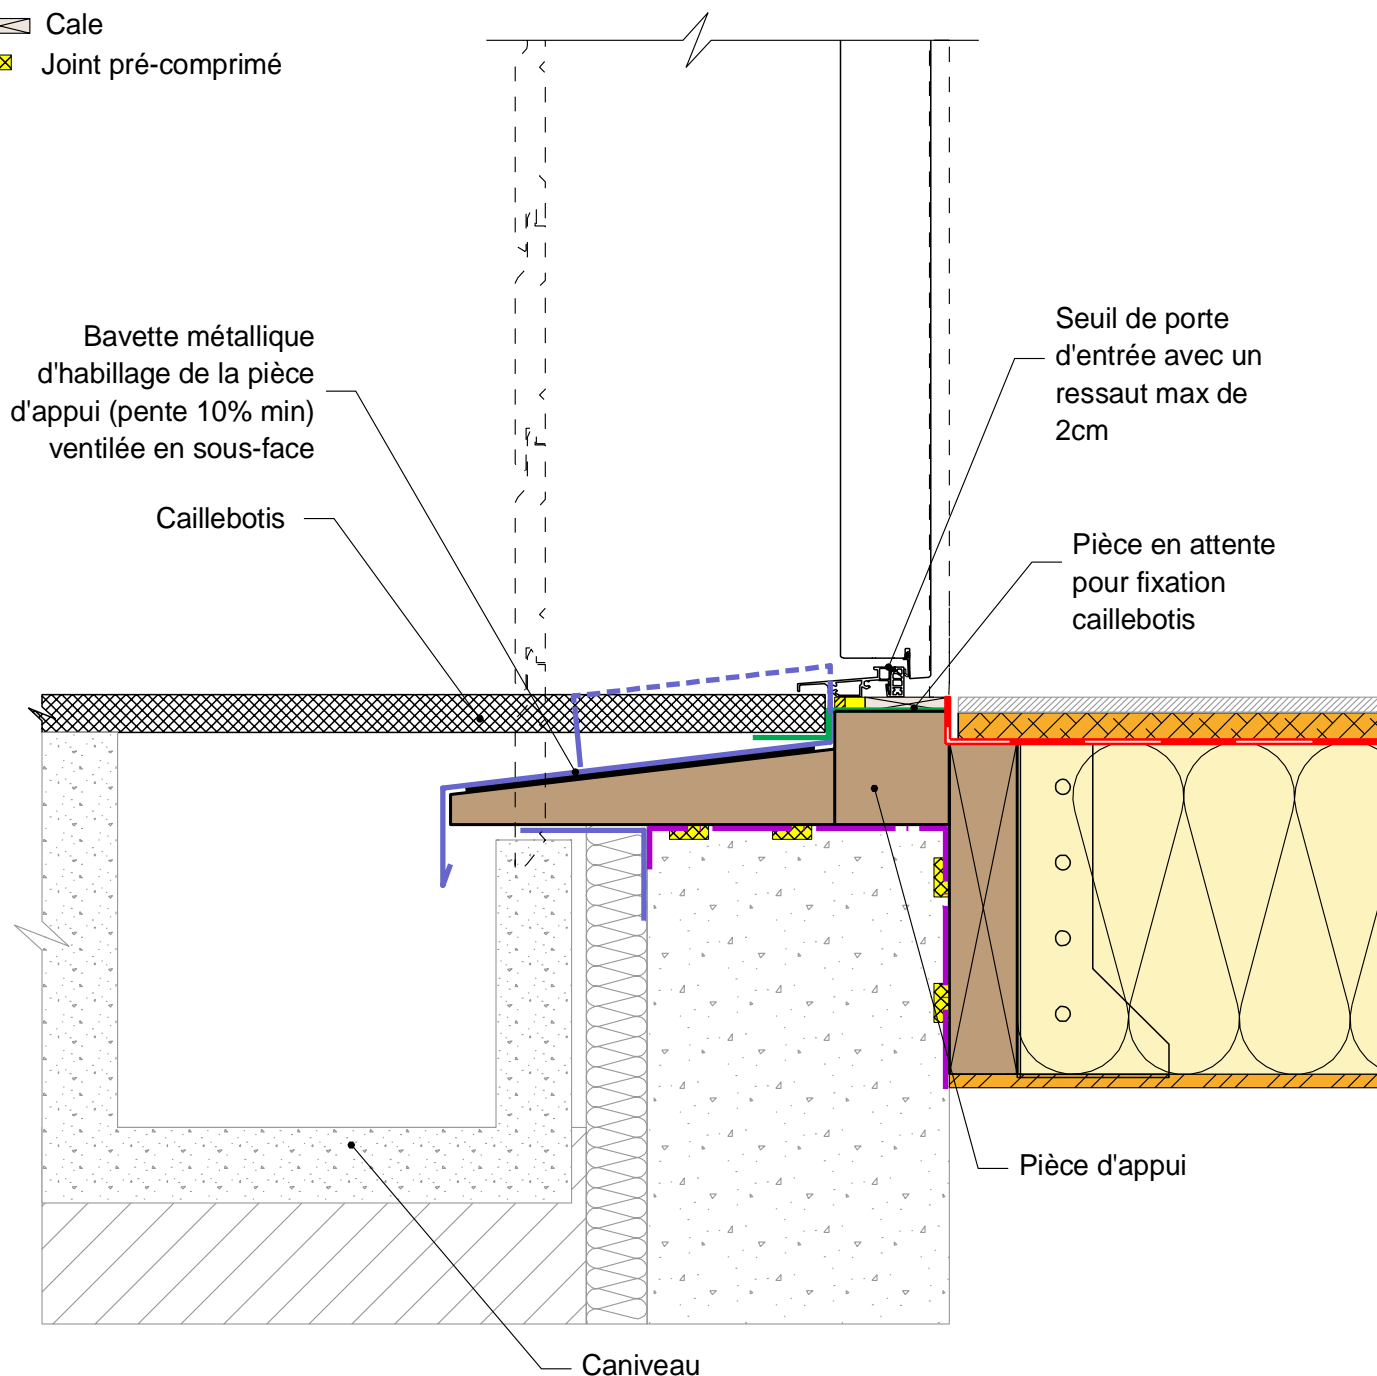 Cale
Joint pré-comprimé
Bavette métallique
d'habillage de la pièce
d'appui (pente 10% min)
ventilée en sous-face
Caillebotis
Seuil de porte
d'entrée avec un
ressaut max de
2cm
Pièce en attente
pour fixation
caillebotis
Pièce d'appui
Caniveau